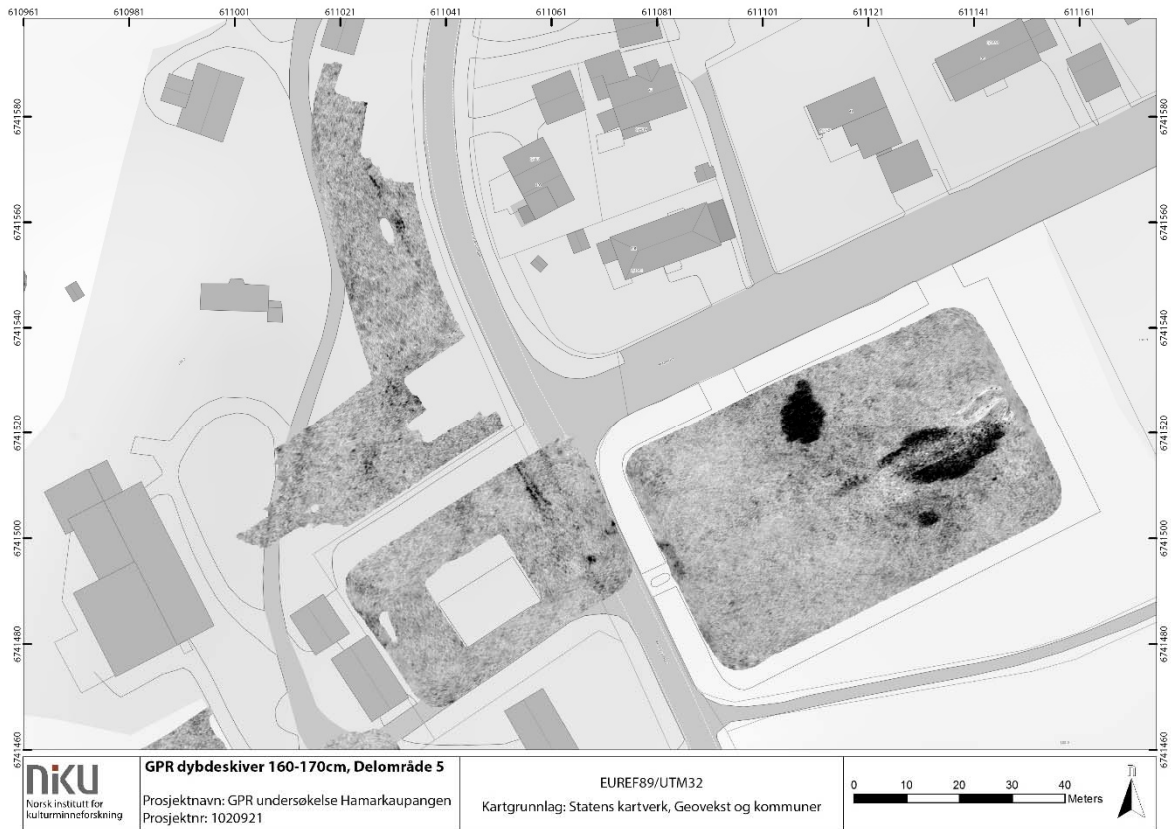 610961 610981 611001 611021 611041 611061 611081 611101 611121 611141 611161
6741580 6741580
6741560 6741560
6741540 6741540
6741520 6741520
6741500 6741500
6741480 6741480
6741460 6741460
NIKU
Norsk institutt for
kulturminneforskning
GPR dybdeskiver 160-170cm, Delområde 5
Prosjektnavn: GPR undersøkelse Hamarkaupangen
Prosjektnr: 1020921
EUREF89/UTM32
Kartgrunnlag: Statens kartverk, Geovekst og kommuner
0 10 20 30 40
Meters